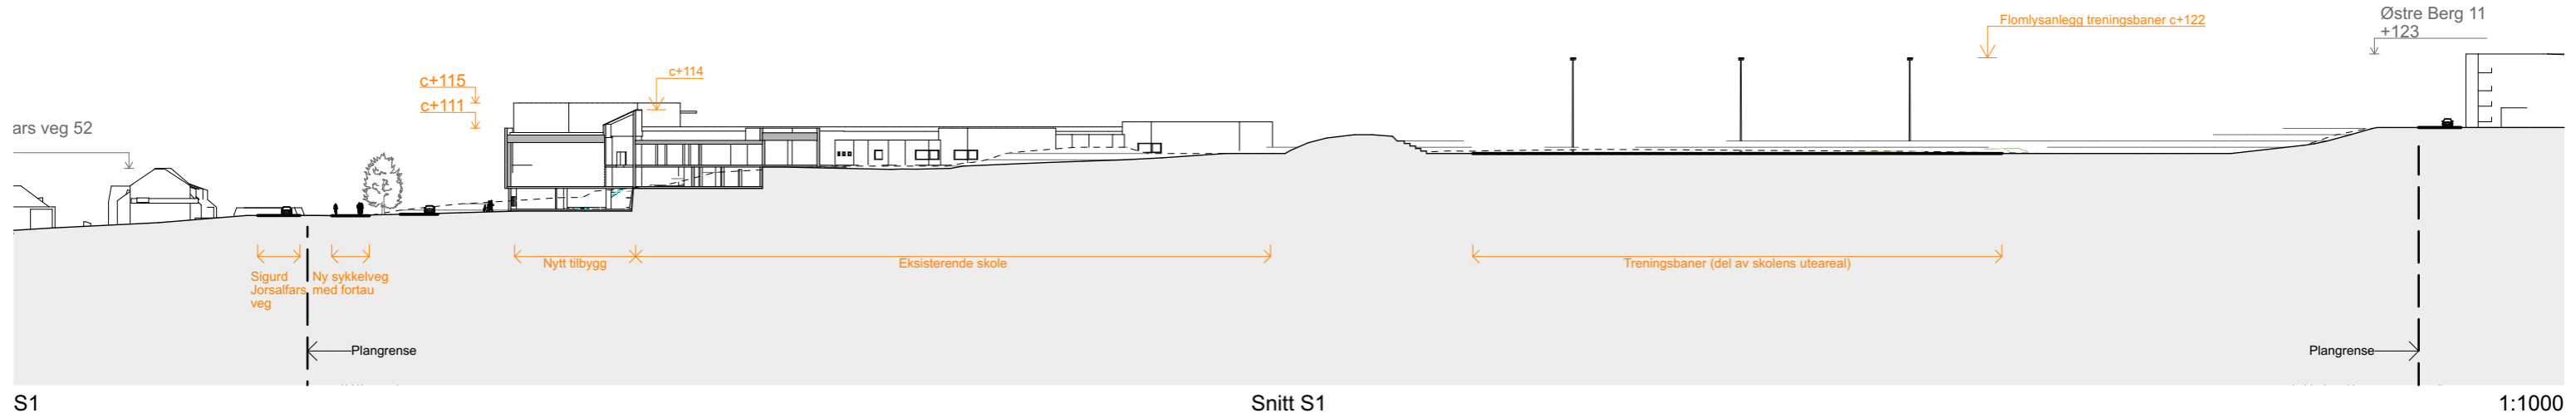 Flomlysanlegg treningsbaner c+122
Østre Berg 11
+123
c+115
c+114
c+111
ars veg 52
Sigurd
Jorsalfars
veg
Ny sykkelveg
med fortau
Nytt tilbygg
Eksisterende skole
Treningsbaner (del av skolens uteareal)
Plangrense
Plangrense
S1
Snitt S1
1:1000